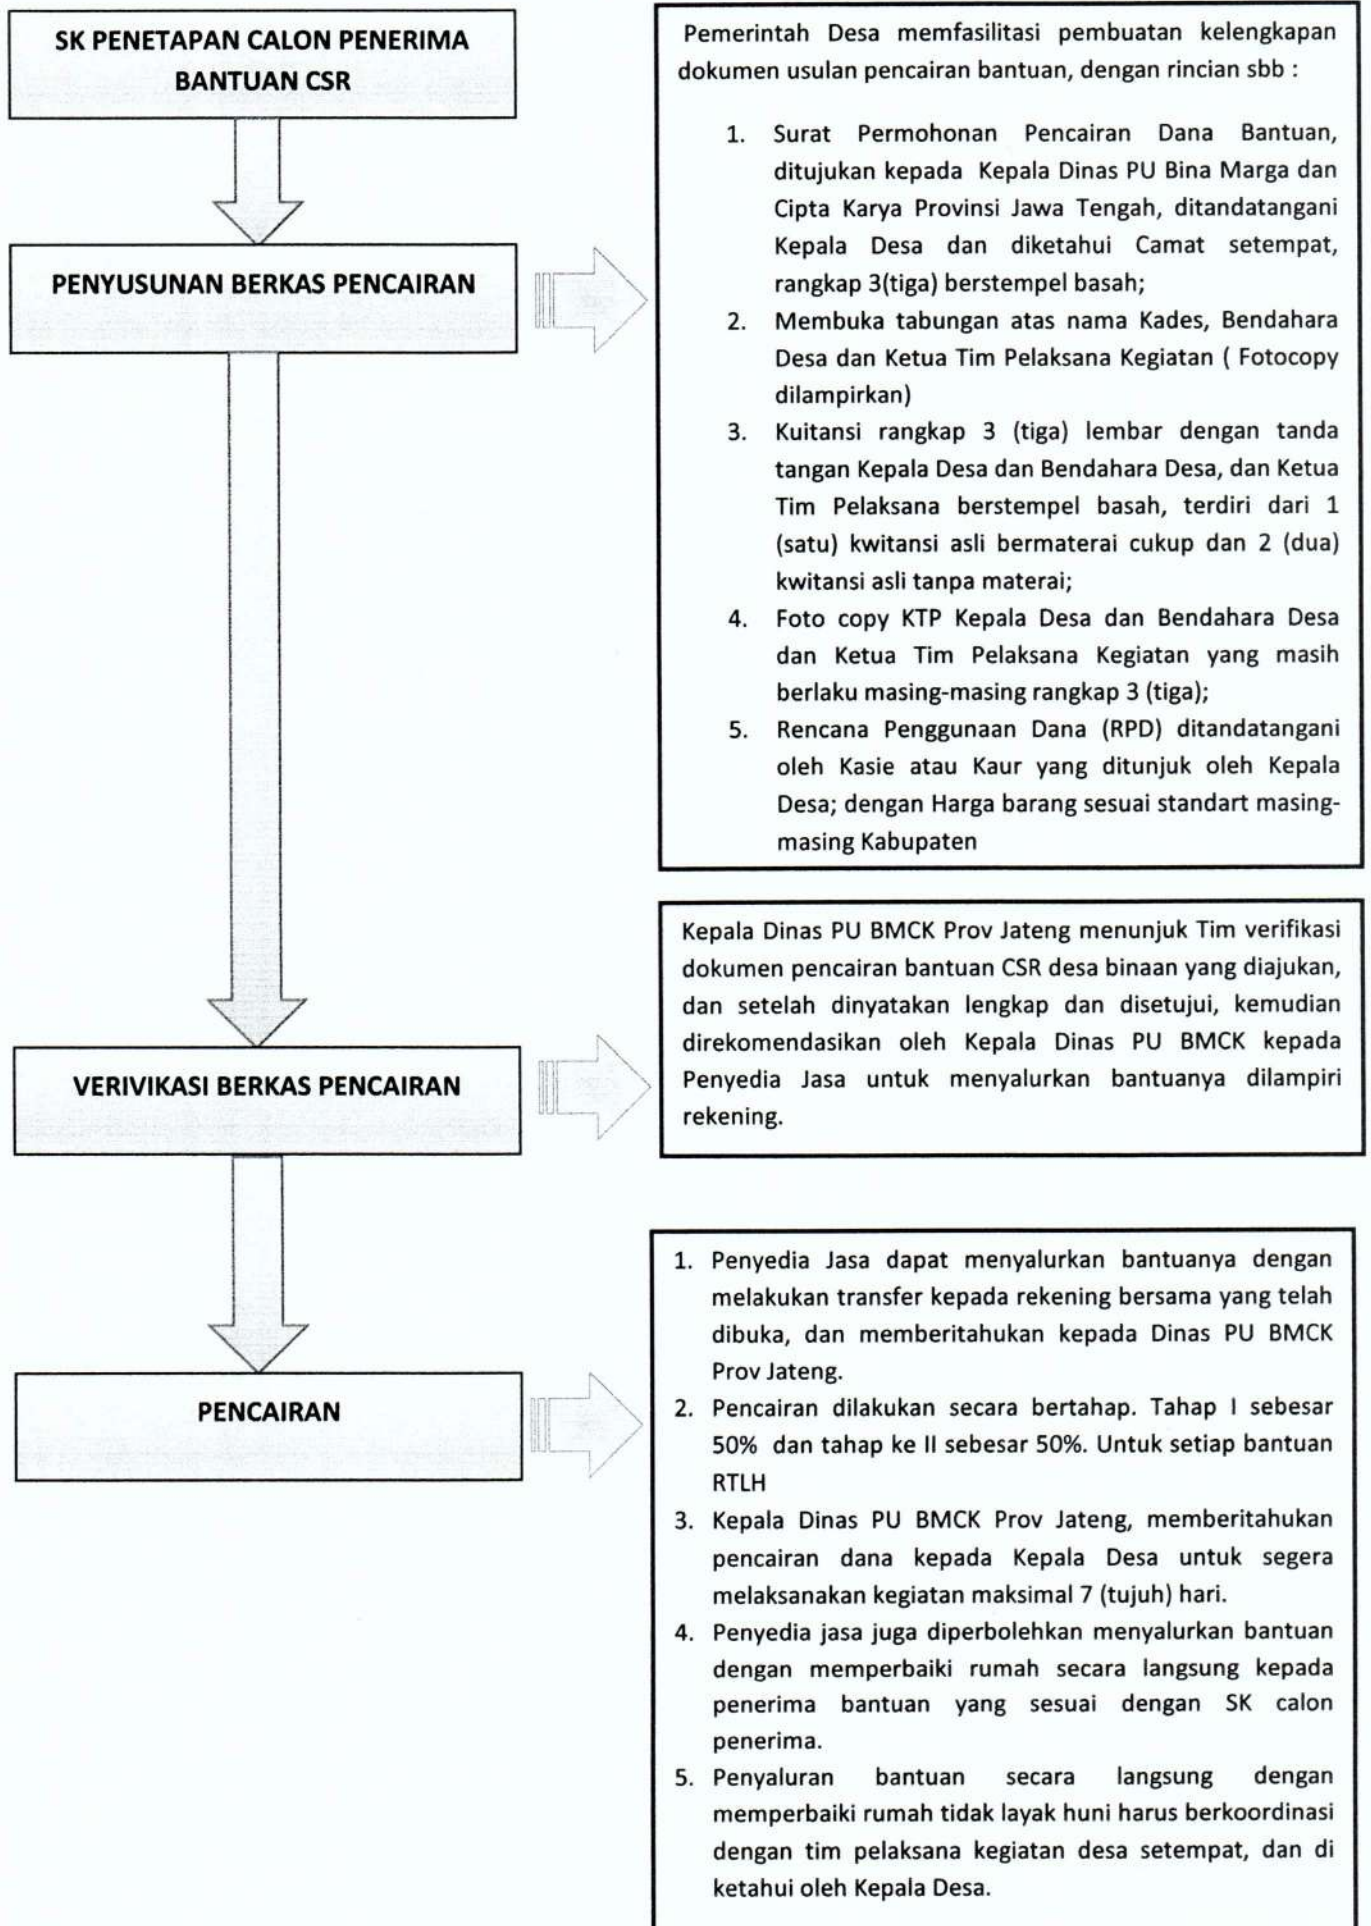 SK PENETAPAN CALON PENERIMA
BANTUAN CSR
PENYUSUNAN BERKAS PENCAIRAN
Pemerintah Desa memfasilitasi pembuatan kelengkapan
dokumen usulan pencairan bantuan, dengan rincian sbb :
1. Surat Permohonan Pencairan Dana Bantuan,
ditujukan kepada Kepala Dinas PU Bina Marga dan
Cipta Karya Provinsi Jawa Tengah, ditandatangani
Kepala Desa dan diketahui Camat setempat,
rangkap 3(tiga) berstempel basah;
2. Membuka tabungan atas nama Kades, Bendahara
Desa dan Ketua Tim Pelaksana Kegiatan ( Fotocopy
dilampirkan)
3. Kuitansi rangkap 3 (tiga) lembar dengan tanda
tangan Kepala Desa dan Bendahara Desa, dan Ketua
Tim Pelaksana berstempel basah, terdiri dari 1
(satu) kwitansi asli bermaterai cukup dan 2 (dua)
kwitansi asli tanpa materai;
4. Foto copy KTP Kepala Desa dan Bendahara Desa
dan Ketua Tim Pelaksana Kegiatan yang masih
berlaku masing-masing rangkap 3 (tiga);
5. Rencana Penggunaan Dana (RPD) ditandatangani
oleh Kasie atau Kaur yang ditunjuk oleh Kepala
Desa; dengan Harga barang sesuai standart masing-
masing Kabupaten
VERIVIKASI BERKAS PENCAIRAN
Kepala Dinas PU BMCK Prov Jateng menunjuk Tim verifikasi
dokumen pencairan bantuan CSR desa binaan yang diajukan,
dan setelah dinyatakan lengkap dan disetujui, kemudian
direkomendasikan oleh Kepala Dinas PU BMCK kepada
Penyedia Jasa untuk menyalurkan bantuanya dilampiri
rekening.
PENCAIRAN
1. Penyedia Jasa dapat menyalurkan bantuanya dengan
melakukan transfer kepada rekening bersama yang telah
dibuka, dan memberitahukan kepada Dinas PU BMCK
Prov Jateng.
2. Pencairan dilakukan secara bertahap. Tahap I sebesar
50% dan tahap ke II sebesar 50%. Untuk setiap bantuan
RTLH
3. Kepala Dinas PU BMCK Prov Jateng, memberitahukan
pencairan dana kepada Kepala Desa untuk segera
melaksanakan kegiatan maksimal 7 (tujuh) hari.
4. Penyedia jasa juga diperbolehkan menyalurkan bantuan
dengan memperbaiki rumah secara langsung kepada
penerima bantuan yang sesuai dengan SK calon
penerima.
5. Penyaluran bantuan secara langsung dengan
memperbaiki rumah tidak layak huni harus berkoordinasi
dengan tim pelaksana kegiatan desa setempat, dan di
ketahui oleh Kepala Desa.